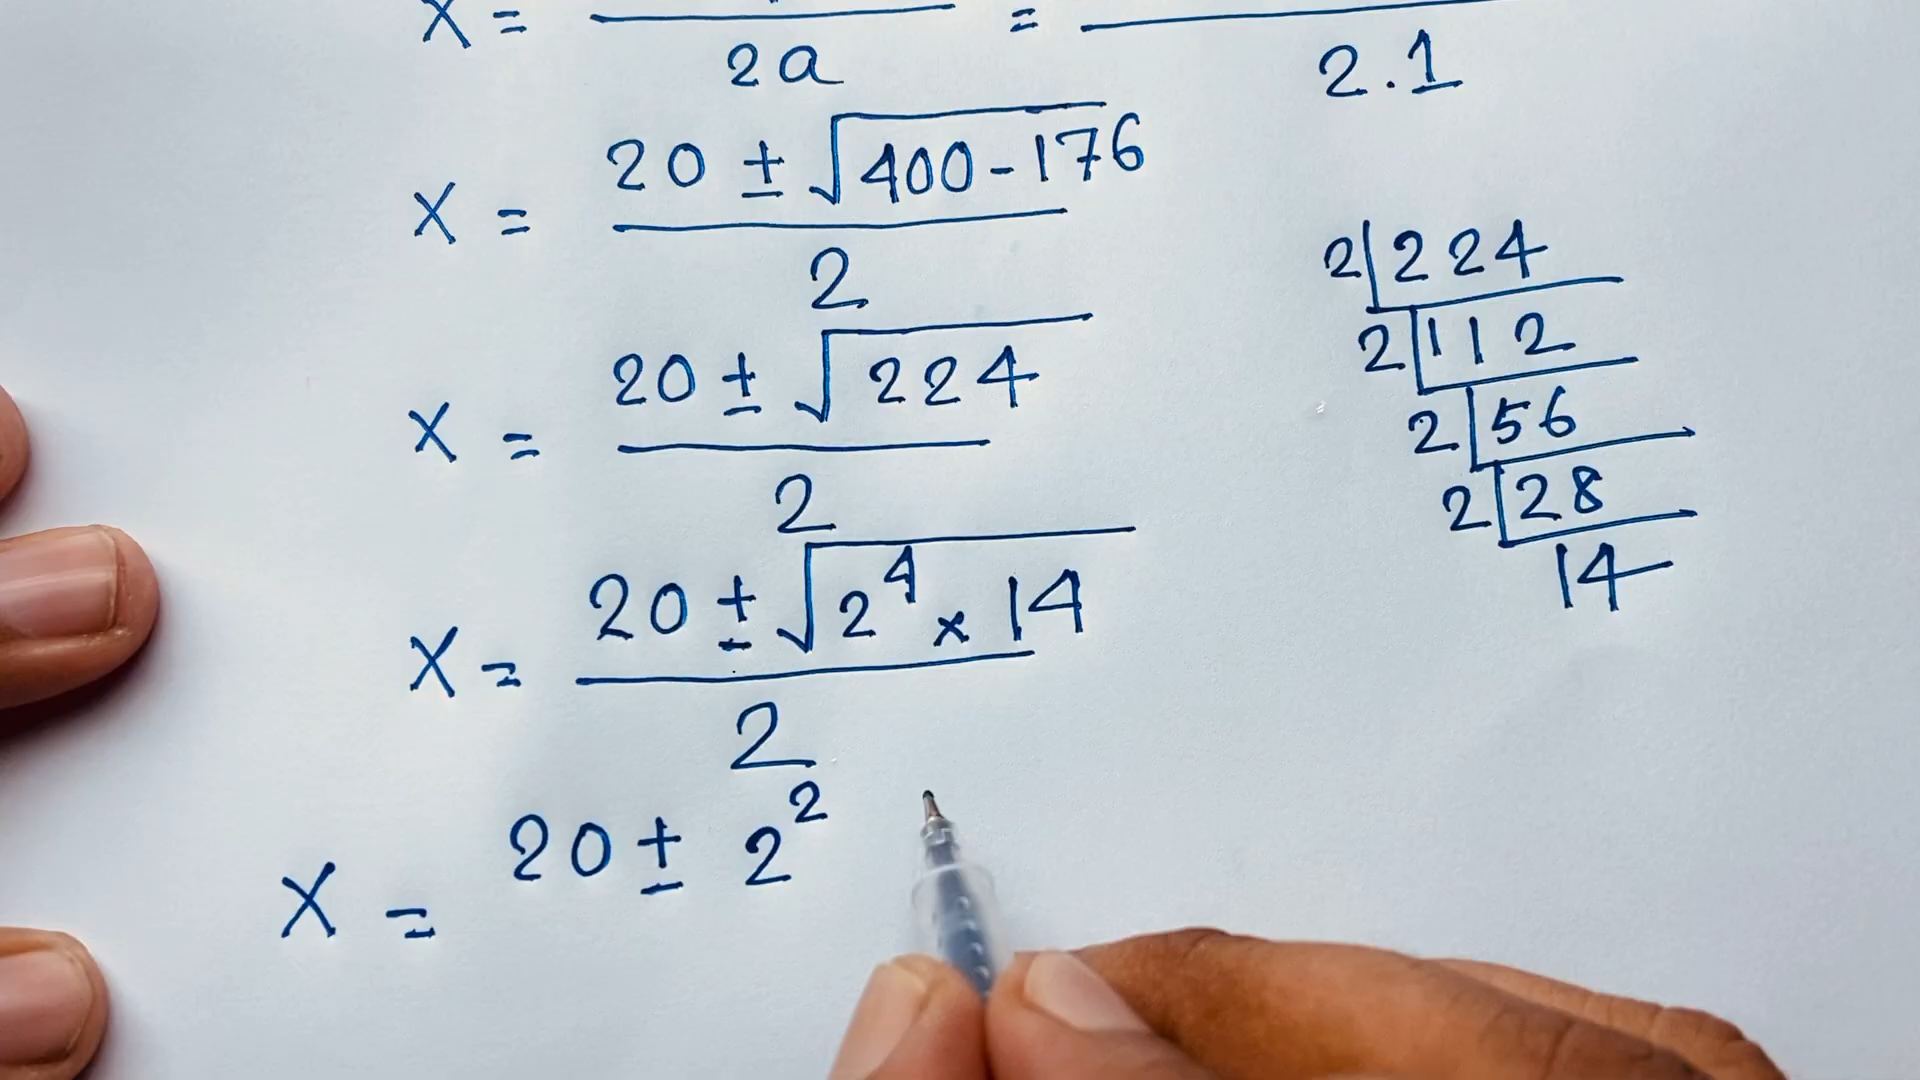 X = ‾ / 2a = ‾ / 2.1
X = 20 ± √400-176 / 2
X = 20 ± √224 / 2
X = 20 ± √2⁴ × 14 / 2
X = 20 ± 2²
2|224
2|112
2|56
2|28
14